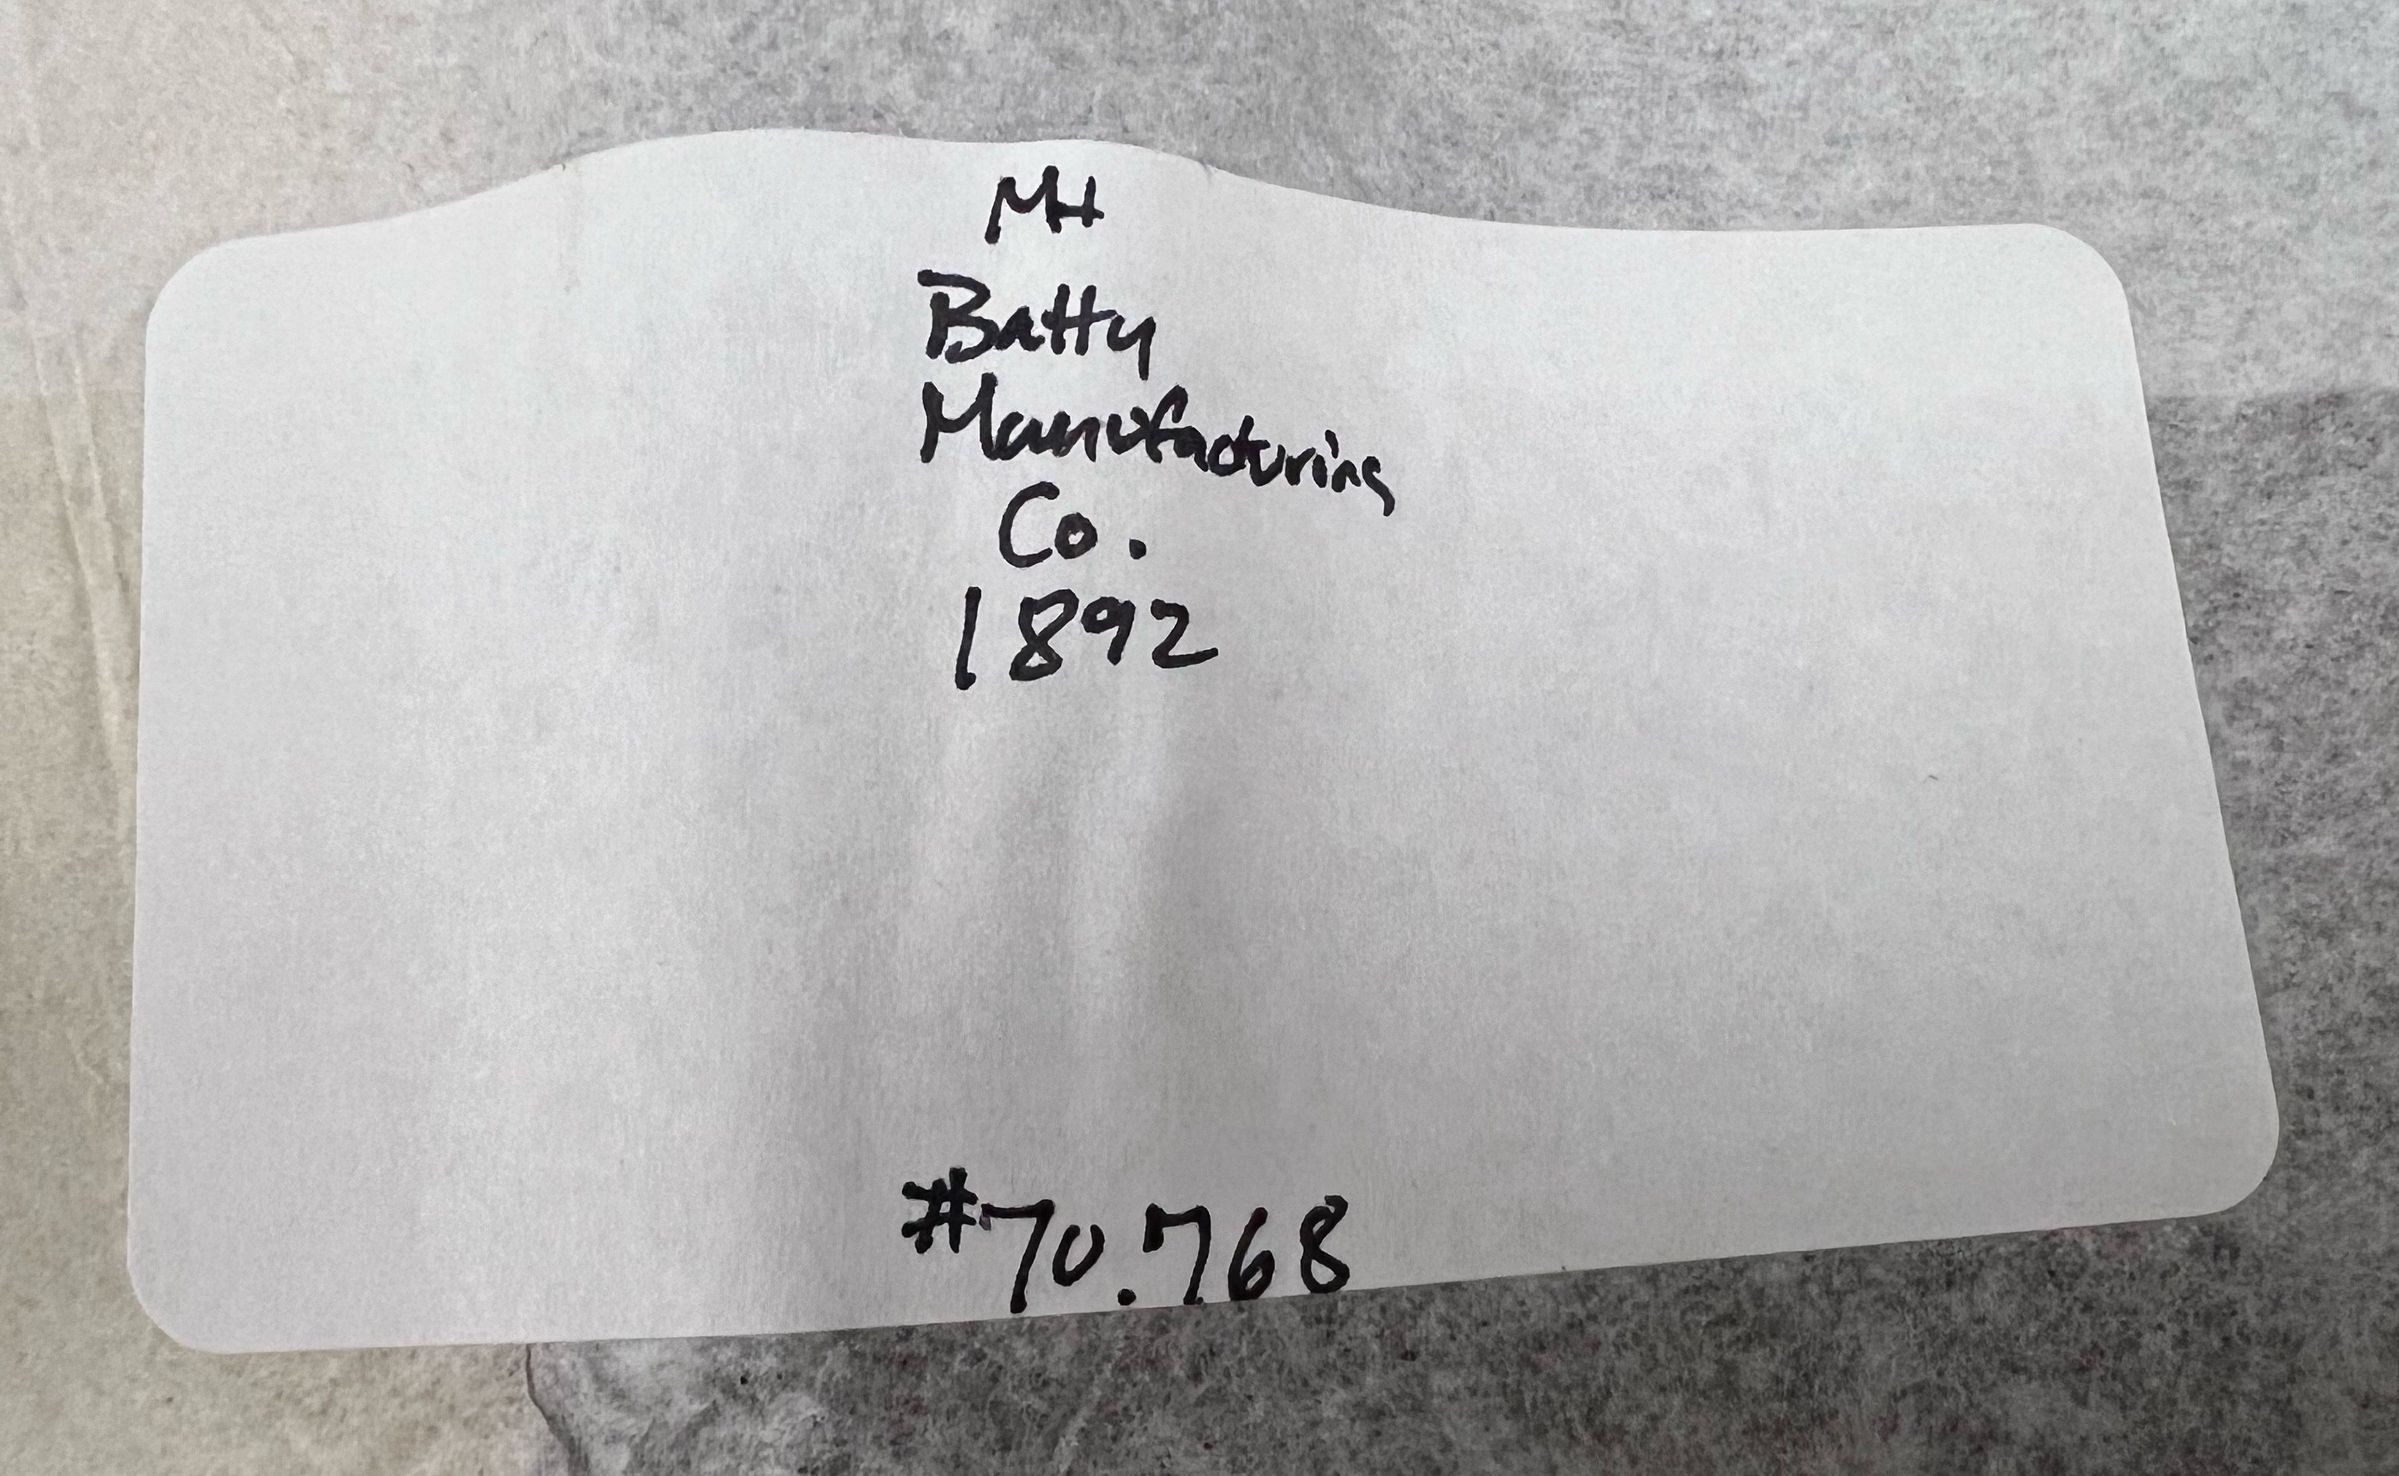 MH
Batty
Manufacturing
Co.
1892
#70.768